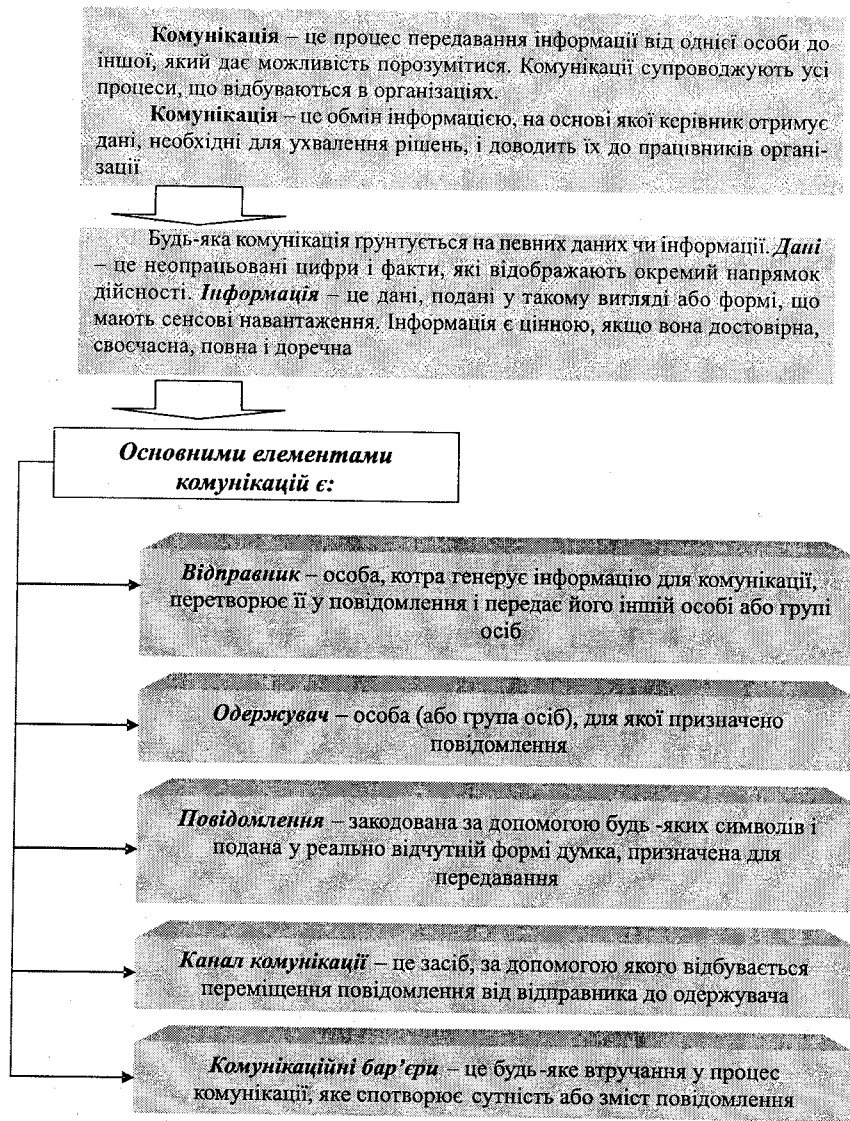 Комунікація – це процес передавання інформації від однієї особи до
іншої, який дає можливість порозумітися. Комунікації супроводжують усі
процеси, що відбуваються в організаціях.
Комунікація – це обмін інформацією, на основі якої керівник отримує
дані, необхідні для ухвалення рішень, і доводить їх до працівників органі-
зації
Будь-яка комунікація ґрунтується на певних даних чи інформації. Дані
– це неопрацьовані цифри і факти, які відображають окремий напрямок
дійсності. Інформація – це дані, подані у такому вигляді або формі, що
мають сенсові навантаження. Інформація є цінною, якщо вона достовірна,
своєчасна, повна і доречна
Основними елементами
комунікацій є:
Відправник – особа, котра генерує інформацію для комунікації,
перетворює її у повідомлення і передає його іншій особі або групі
осіб
Одержувач – особа (або група осіб), для якої призначено
повідомлення
Повідомлення – закодована за допомогою будь -яких символів і
подана у реально відчутній формі думка, призначена для
передавання
Канал комунікації – це засіб, за допомогою якого відбувається
переміщення повідомлення від відправника до одержувача
Комунікаційні бар’єри – це будь -яке втручання у процес
комунікації, яке спотворює сутність або зміст повідомлення